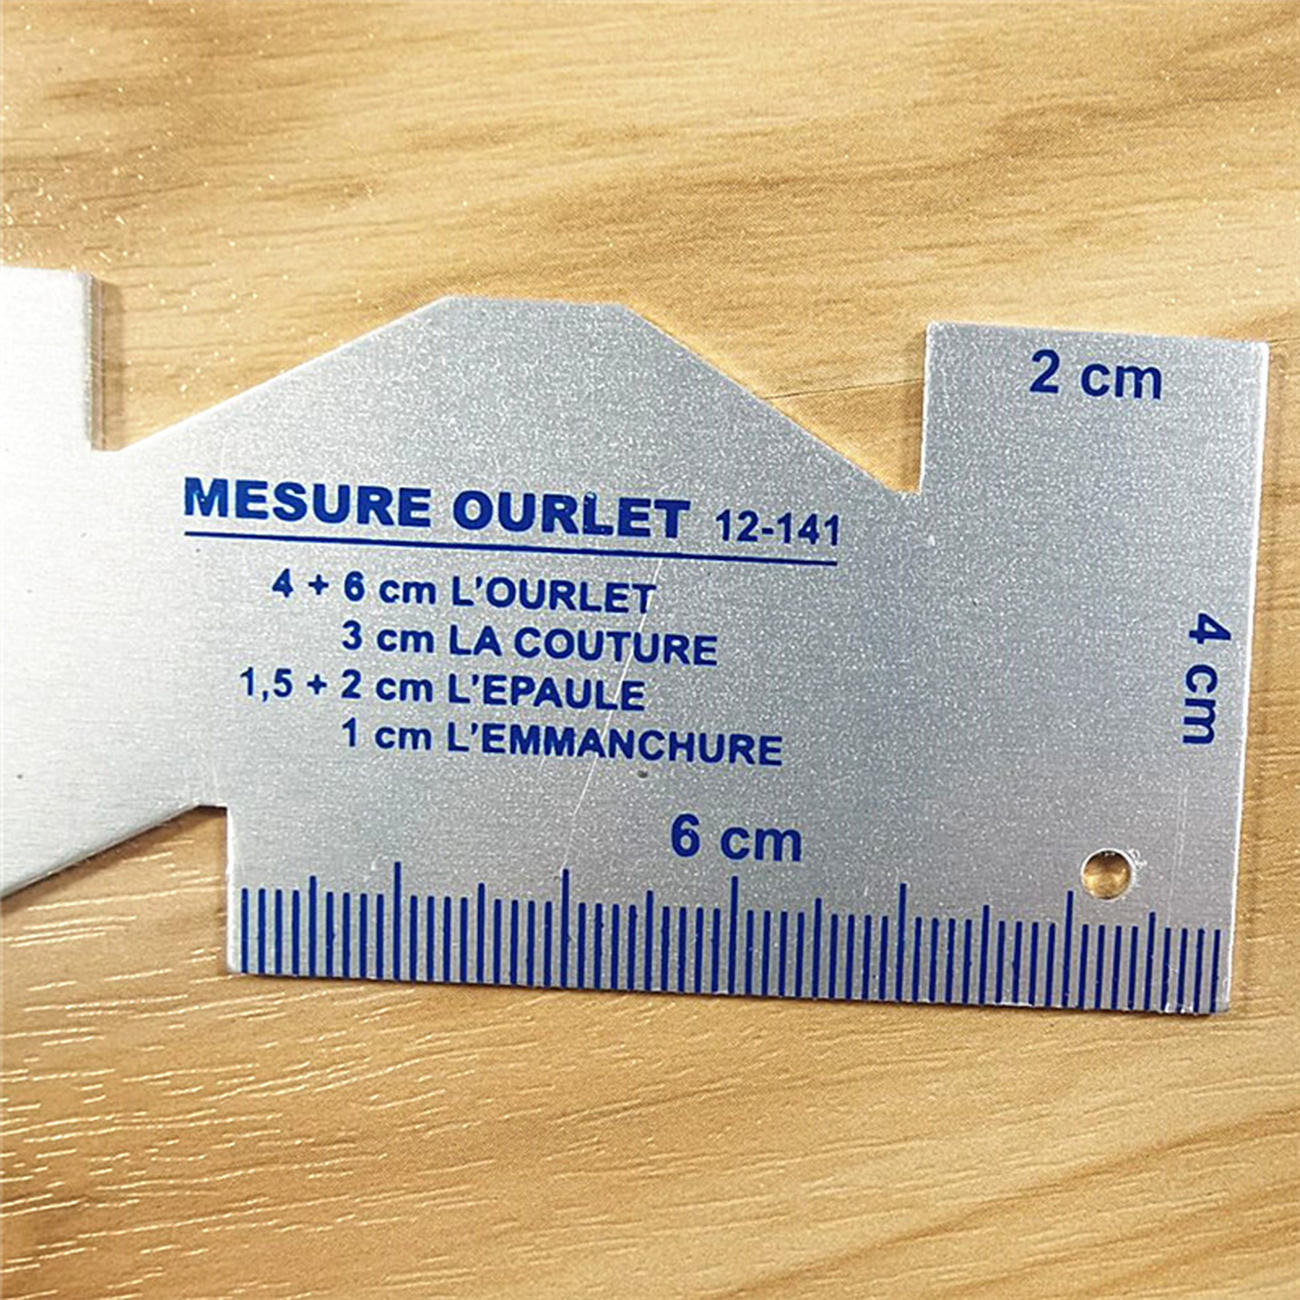 2 cm
MESURE OURLET 12-141
4 + 6 cm L'OURLET
3 cm LA COUTURE
1,5 + 2 cm L'EPAULE
1 cm L'EMMANCHURE
4 cm
6 cm